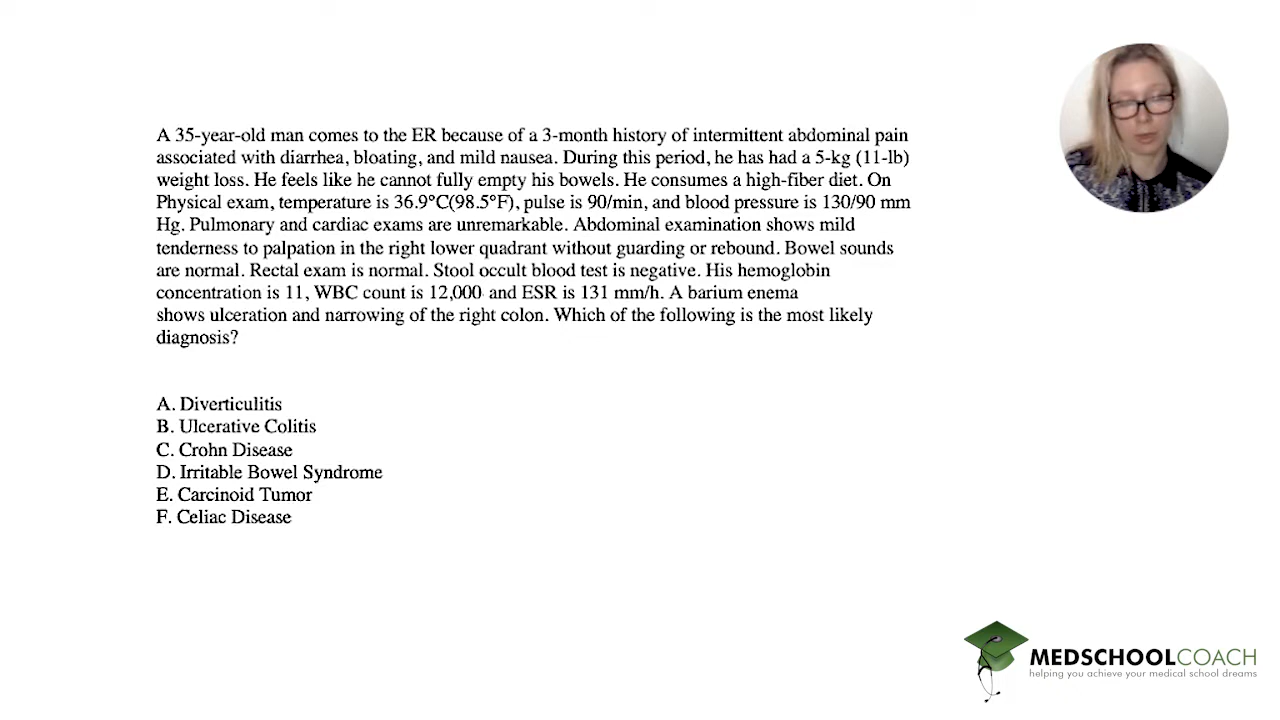 A 35-year-old man comes to the ER because of a 3-month history of intermittent abdominal pain
associated with diarrhea, bloating, and mild nausea. During this period, he has had a 5-kg (11-lb)
weight loss. He feels like he cannot fully empty his bowels. He consumes a high-fiber diet. On
Physical exam, temperature is 36.9°C(98.5°F), pulse is 90/min, and blood pressure is 130/90 mm
Hg. Pulmonary and cardiac exams are unremarkable. Abdominal examination shows mild
tenderness to palpation in the right lower quadrant without guarding or rebound. Bowel sounds
are normal. Rectal exam is normal. Stool occult blood test is negative. His hemoglobin
concentration is 11, WBC count is 12,000 and ESR is 131 mm/h. A barium enema
shows ulceration and narrowing of the right colon. Which of the following is the most likely
diagnosis?
A. Diverticulitis
B. Ulcerative Colitis
C. Crohn Disease
D. Irritable Bowel Syndrome
E. Carcinoid Tumor
F. Celiac Disease
MEDSCHOOLCOACH
helping you achieve your medical school dreams